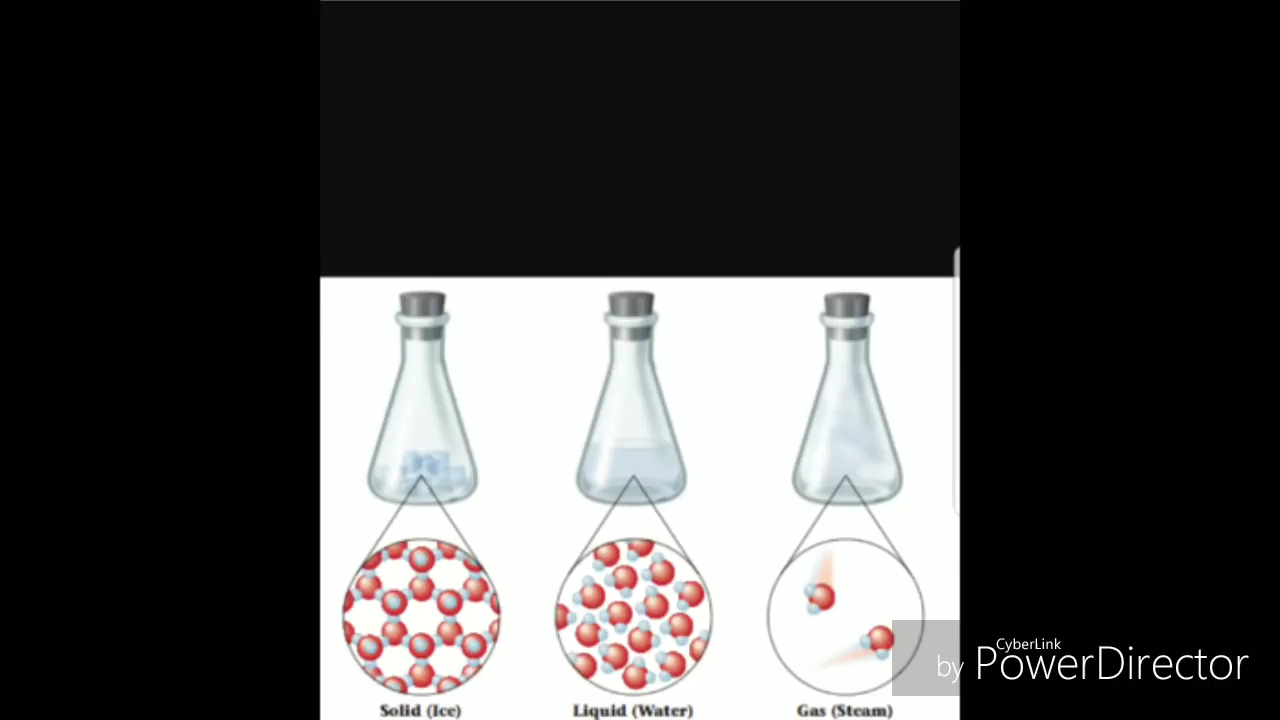 CyberLink
by PowerDirector
Solid (Ice) Liquid (Water) Gas (Steam)